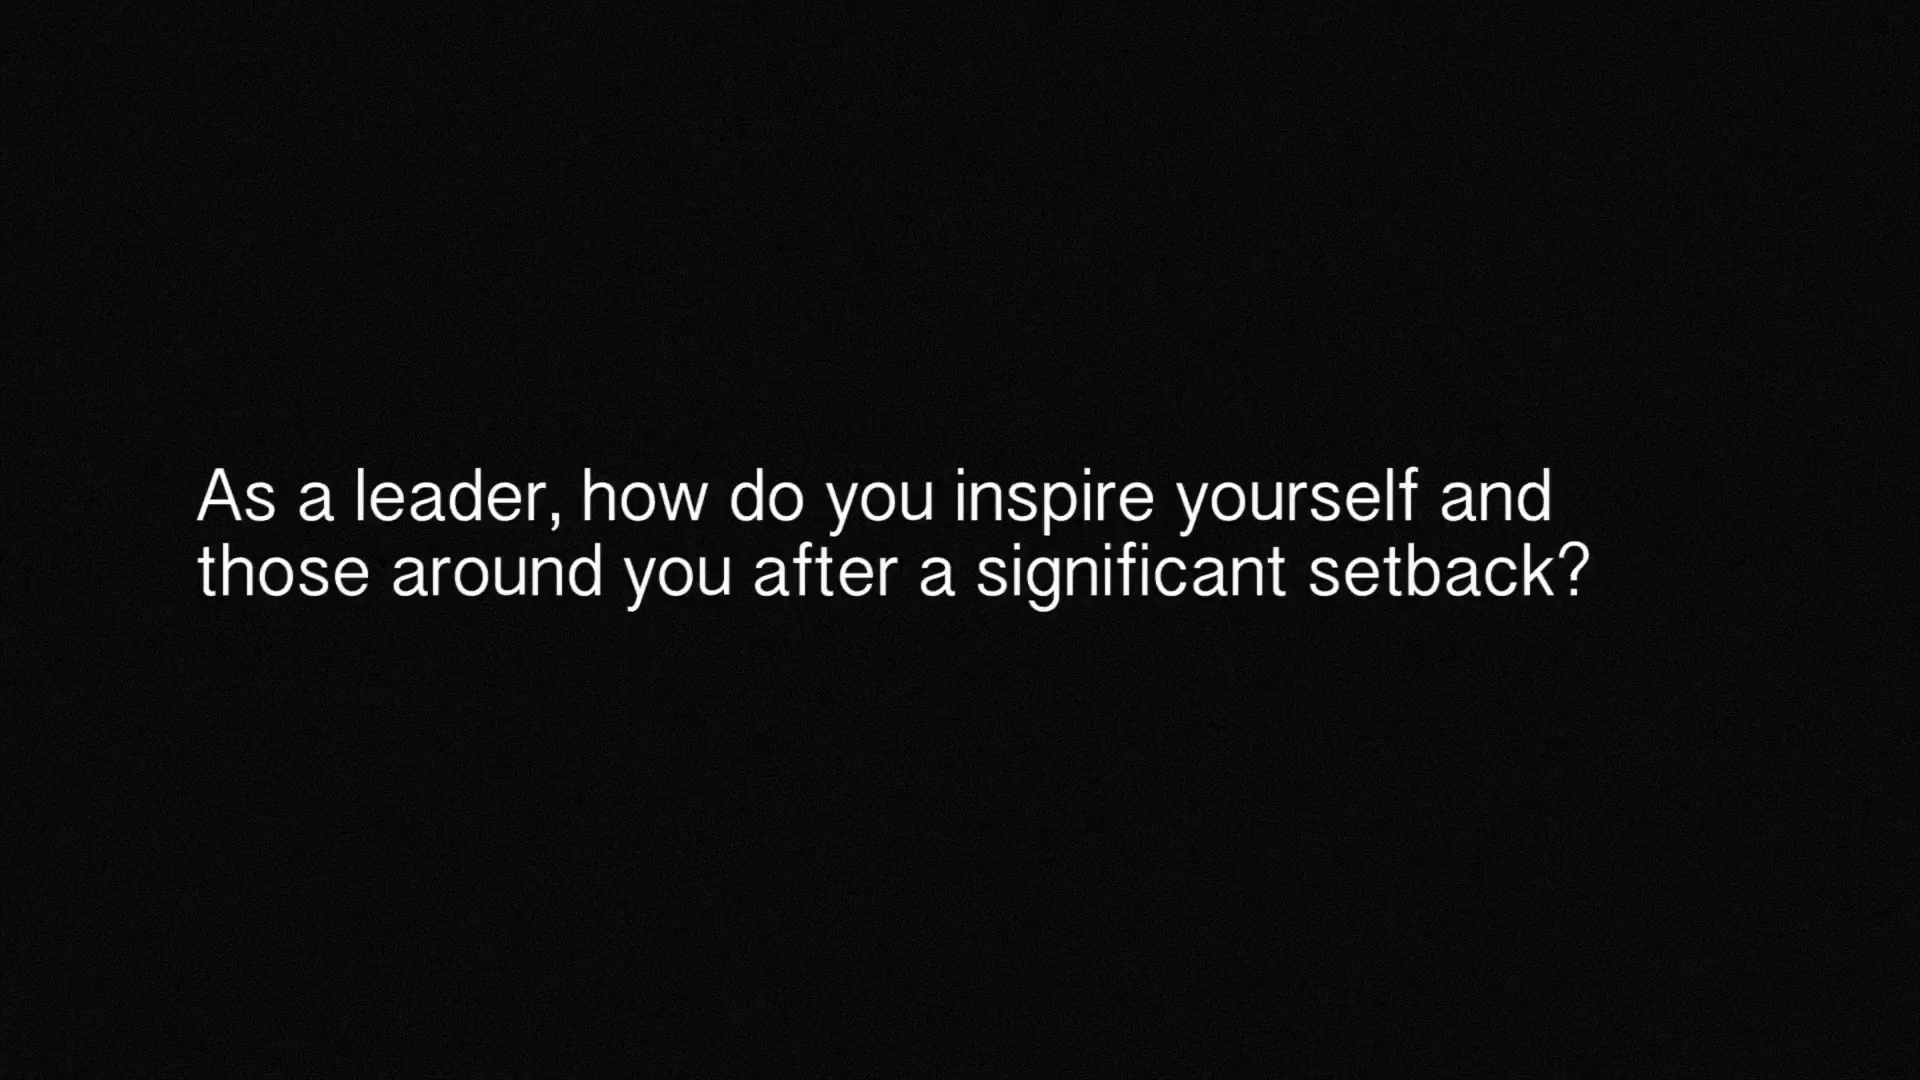 As a leader, how do you inspire yourself and
those around you after a significant setback?